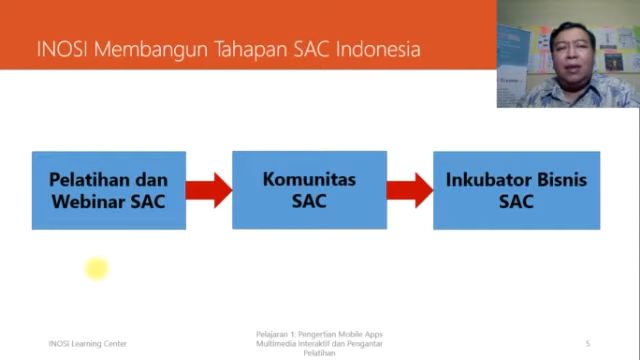 INOSI Membangun Tahapan SAC Indonesia
Pelatihan dan
Webinar SAC
Komunitas
SAC
Inkubator Bisnis
SAC
INOSI Learning Center
Pelajaran 1: Pengertian Mobile Apps
Multimedia Interaktif dan Pengantar
Pelatihan
5